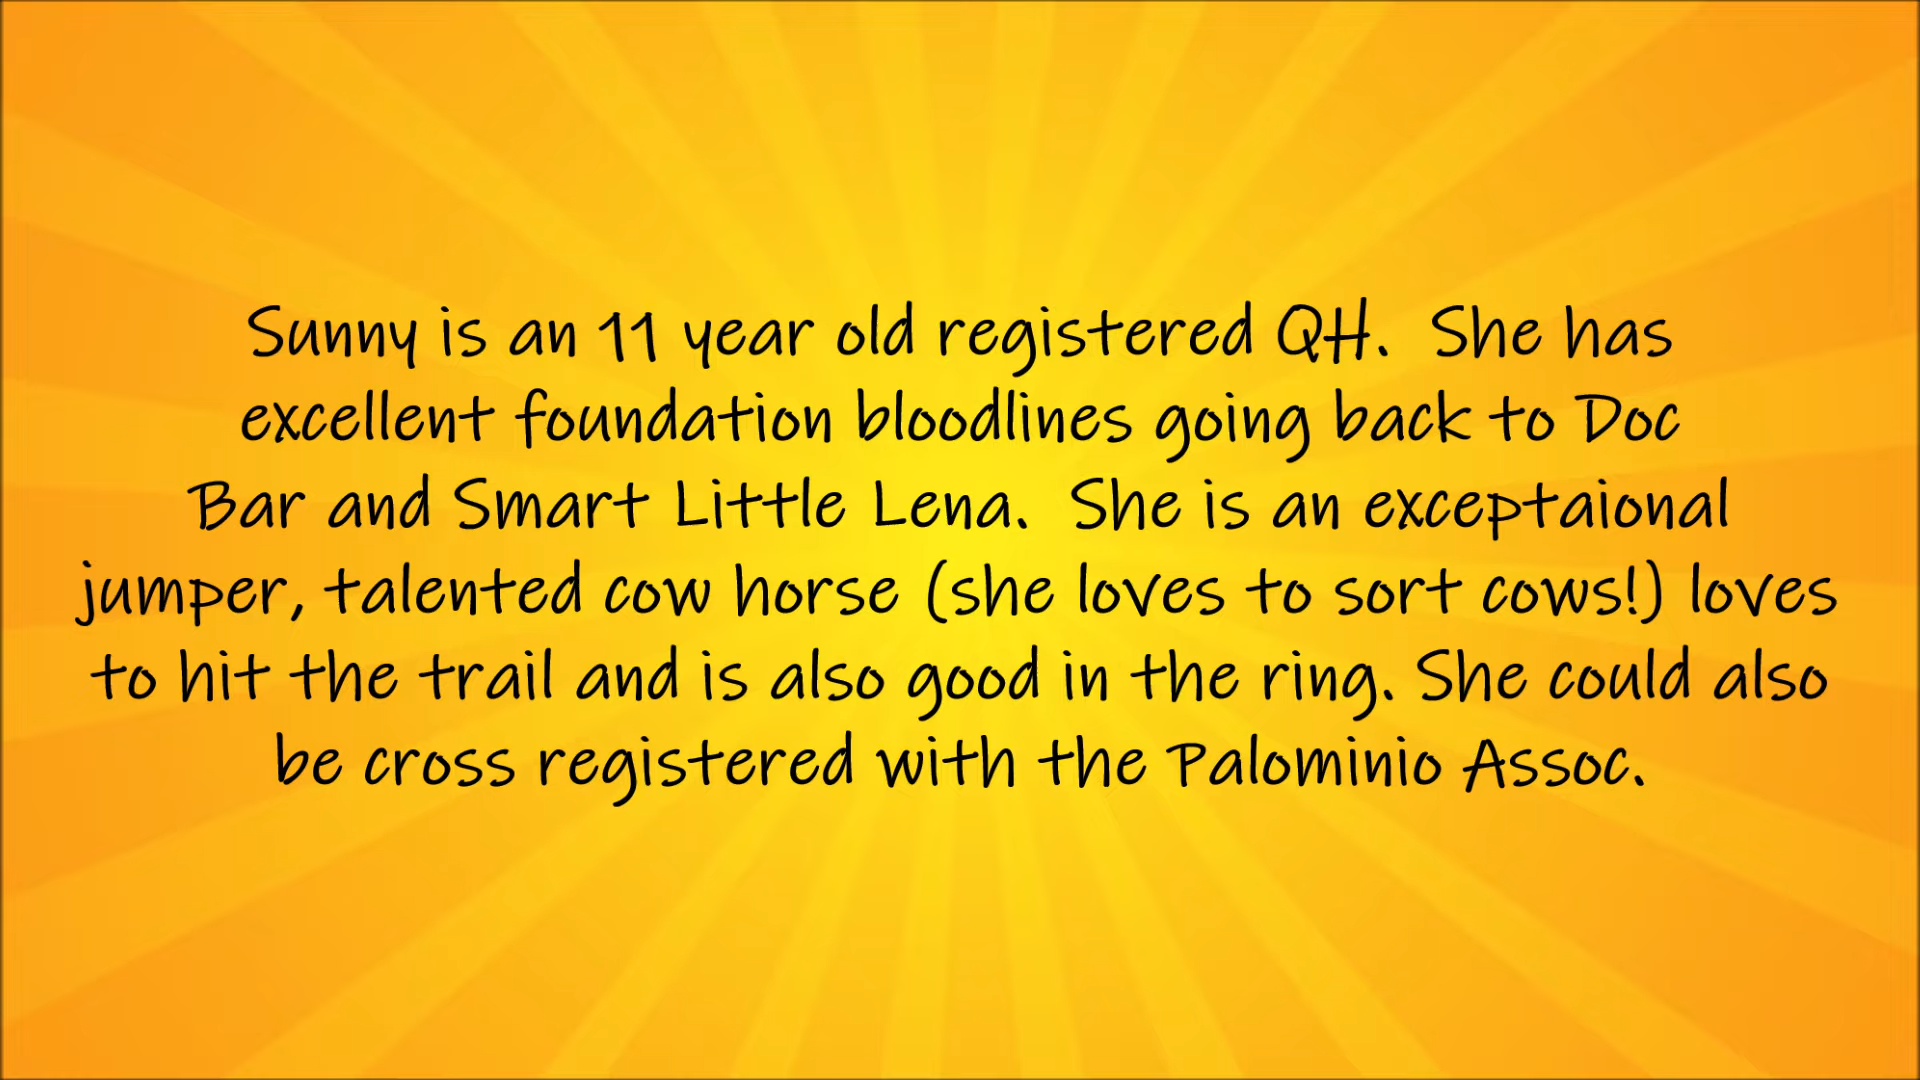 Sunny is an 11 year old registered QH.  She has
excellent foundation bloodlines going back to Doc
Bar and Smart Little Lena.  She is an exceptaional
jumper, talented cow horse (she loves to sort cows!) loves
to hit the trail and is also good in the ring. She could also
be cross registered with the Palominio Assoc.